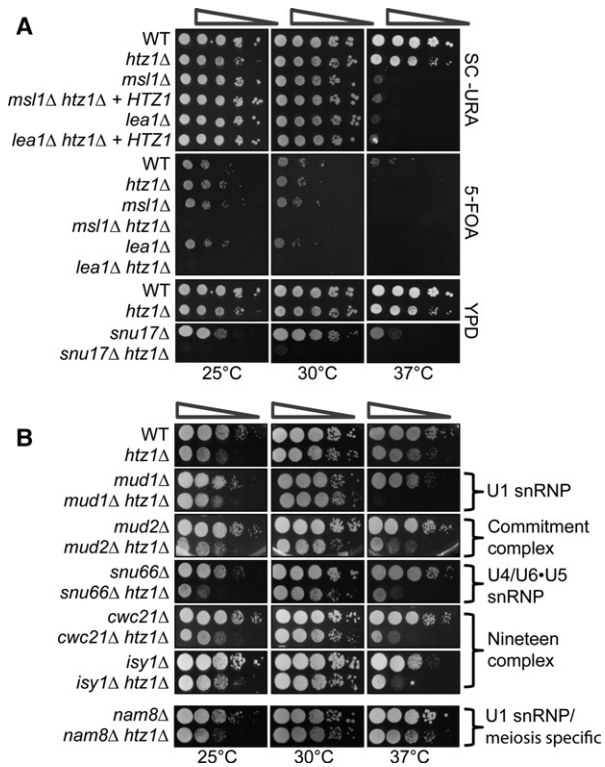 A
WT
htz1Δ
msl1Δ
msl1Δ htz1Δ + HTZ1
lea1Δ
lea1Δ htz1Δ + HTZ1
SC -URA
WT
htz1Δ
msl1Δ
msl1Δ htz1Δ
lea1Δ
lea1Δ htz1Δ
5-FOA
WT
htz1Δ
snu17Δ
snu17Δ htz1Δ
YPD
25°C 30°C 37°C
B
WT
htz1Δ
mud1Δ
mud1Δ htz1Δ
U1 snRNP
mud2Δ
mud2Δ htz1Δ
Commitment
complex
snu66Δ
snu66Δ htz1Δ
U4/U6•U5
snRNP
cwc21Δ
cwc21Δ htz1Δ
isy1Δ
isy1Δ htz1Δ
Nineteen
complex
nam8Δ
nam8Δ htz1Δ
U1 snRNP/
meiosis specific
25°C 30°C 37°C